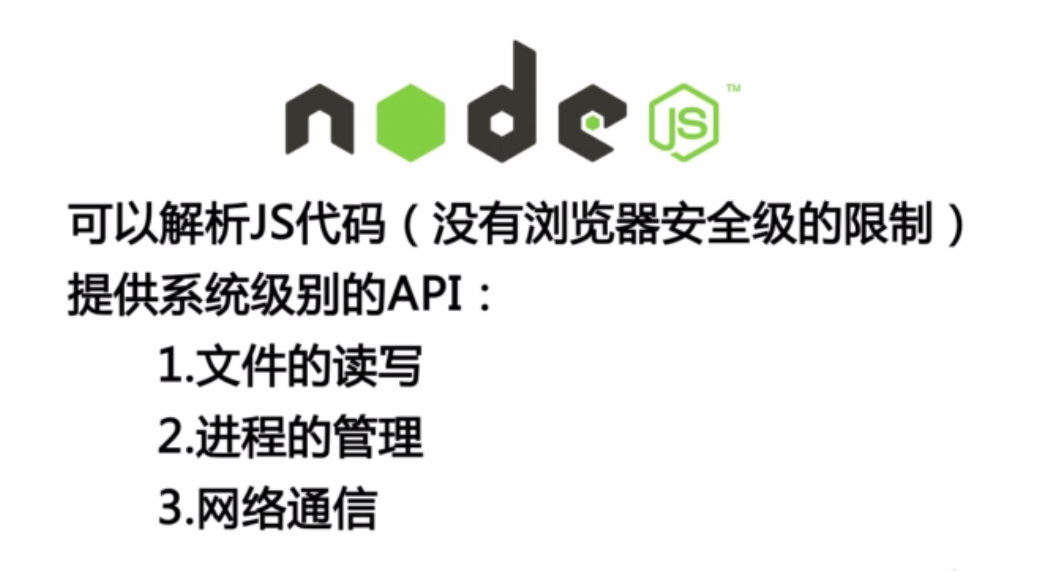 node JS™
可以解析JS代码（没有浏览器安全级的限制）
提供系统级别的API：
1.文件的读写
2.进程的管理
3.网络通信